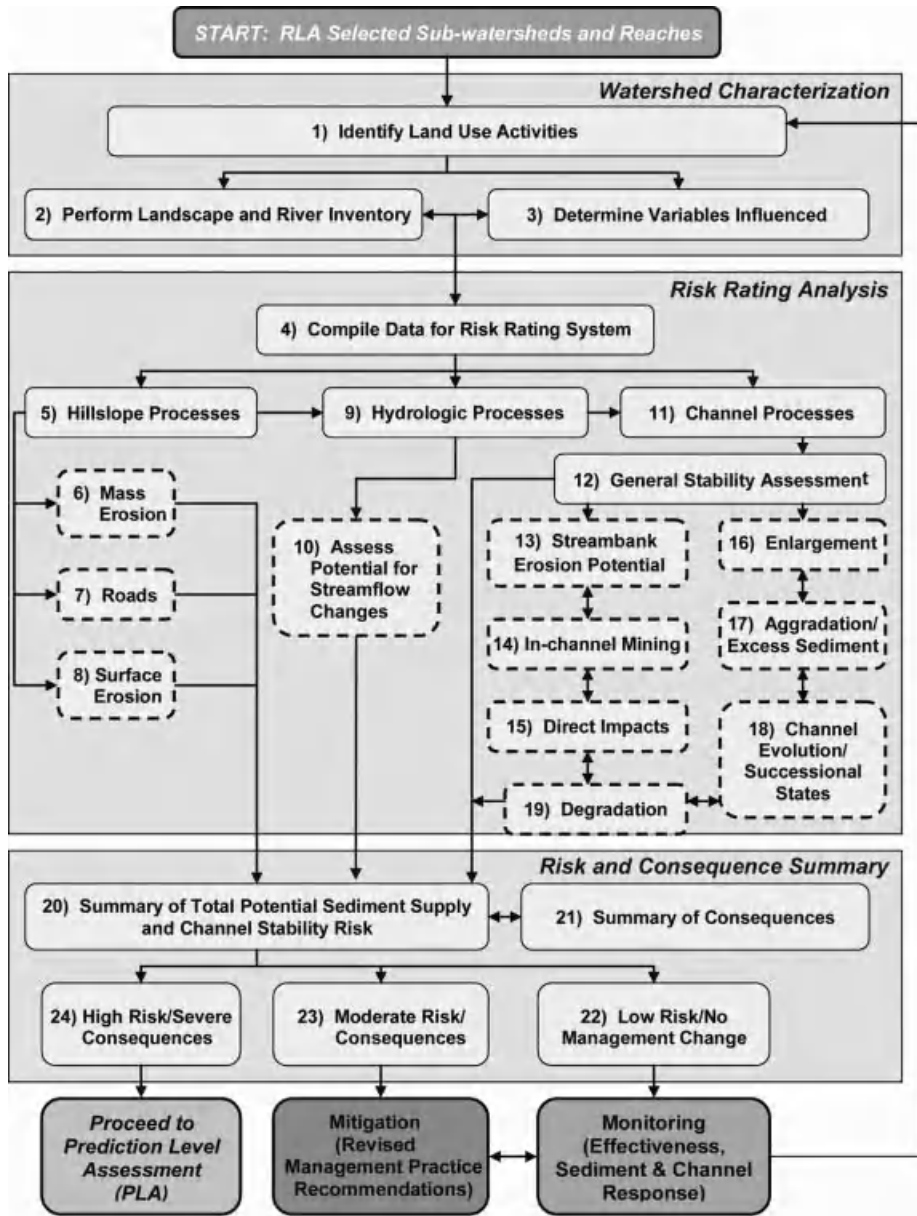 START: RLA Selected Sub-watersheds and Reaches
Watershed Characterization
1) Identify Land Use Activities
2) Perform Landscape and River Inventory
3) Determine Variables Influenced
Risk Rating Analysis
4) Compile Data for Risk Rating System
5) Hillslope Processes
9) Hydrologic Processes
11) Channel Processes
12) General Stability Assessment
6) Mass
Erosion
7) Roads
8) Surface
Erosion
10) Assess
Potential for
Streamflow
Changes
13) Streambank
Erosion Potential
14) In-channel Mining
15) Direct Impacts
19) Degradation
16) Enlargement
17) Aggradation/
Excess Sediment
18) Channel
Evolution/
Successional
States
Risk and Consequence Summary
20) Summary of Total Potential Sediment Supply
and Channel Stability Risk
21) Summary of Consequences
24) High Risk/Severe
Consequences
23) Moderate Risk/
Consequences
22) Low Risk/No
Management Change
Proceed to
Prediction Level
Assessment
(PLA)
Mitigation
(Revised
Management Practice
Recommendations)
Monitoring
(Effectiveness,
Sediment & Channel
Response)